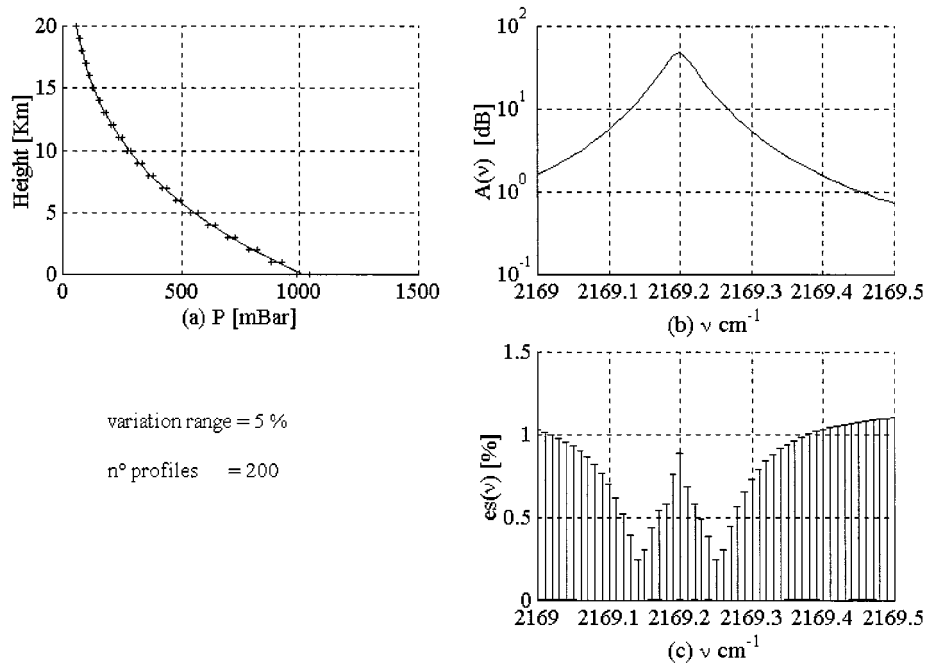 Height [Km]
20
15
10
5
0
0 500 1000 1500
(a) P [mBar]
A(ν) [dB]
10²
10¹
10⁰
10⁻¹
2169 2169.1 2169.2 2169.3 2169.4 2169.5
(b) ν cm⁻¹
variation range = 5 %
nº profiles = 200
es(ν) [%]
1.5
1
0.5
0
2169 2169.1 2169.2 2169.3 2169.4 2169.5
(c) ν cm⁻¹